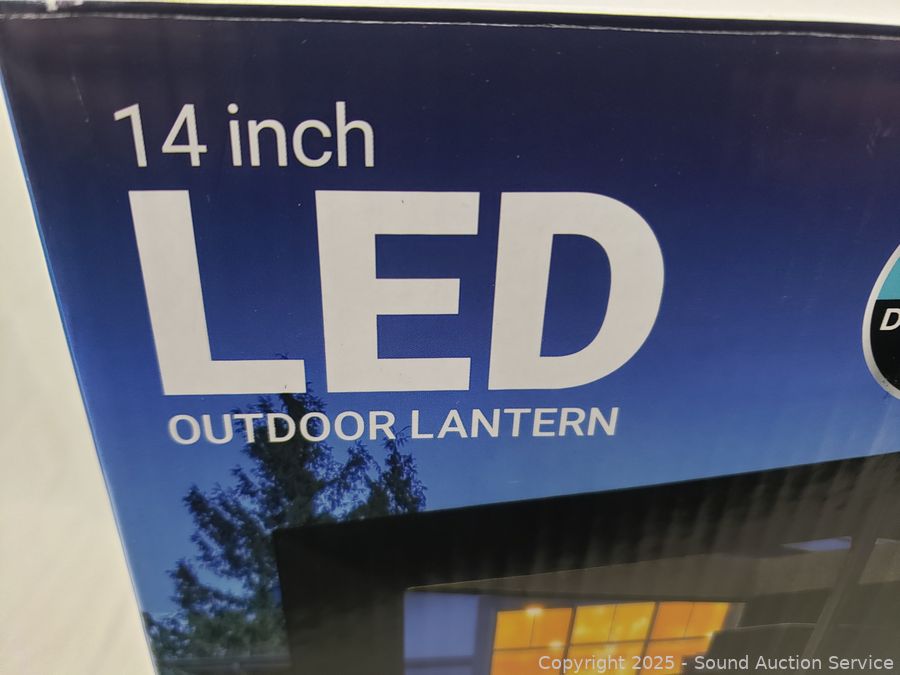 14 inch
LED
OUTDOOR LANTERN
Copyright 2025 - Sound Auction Service